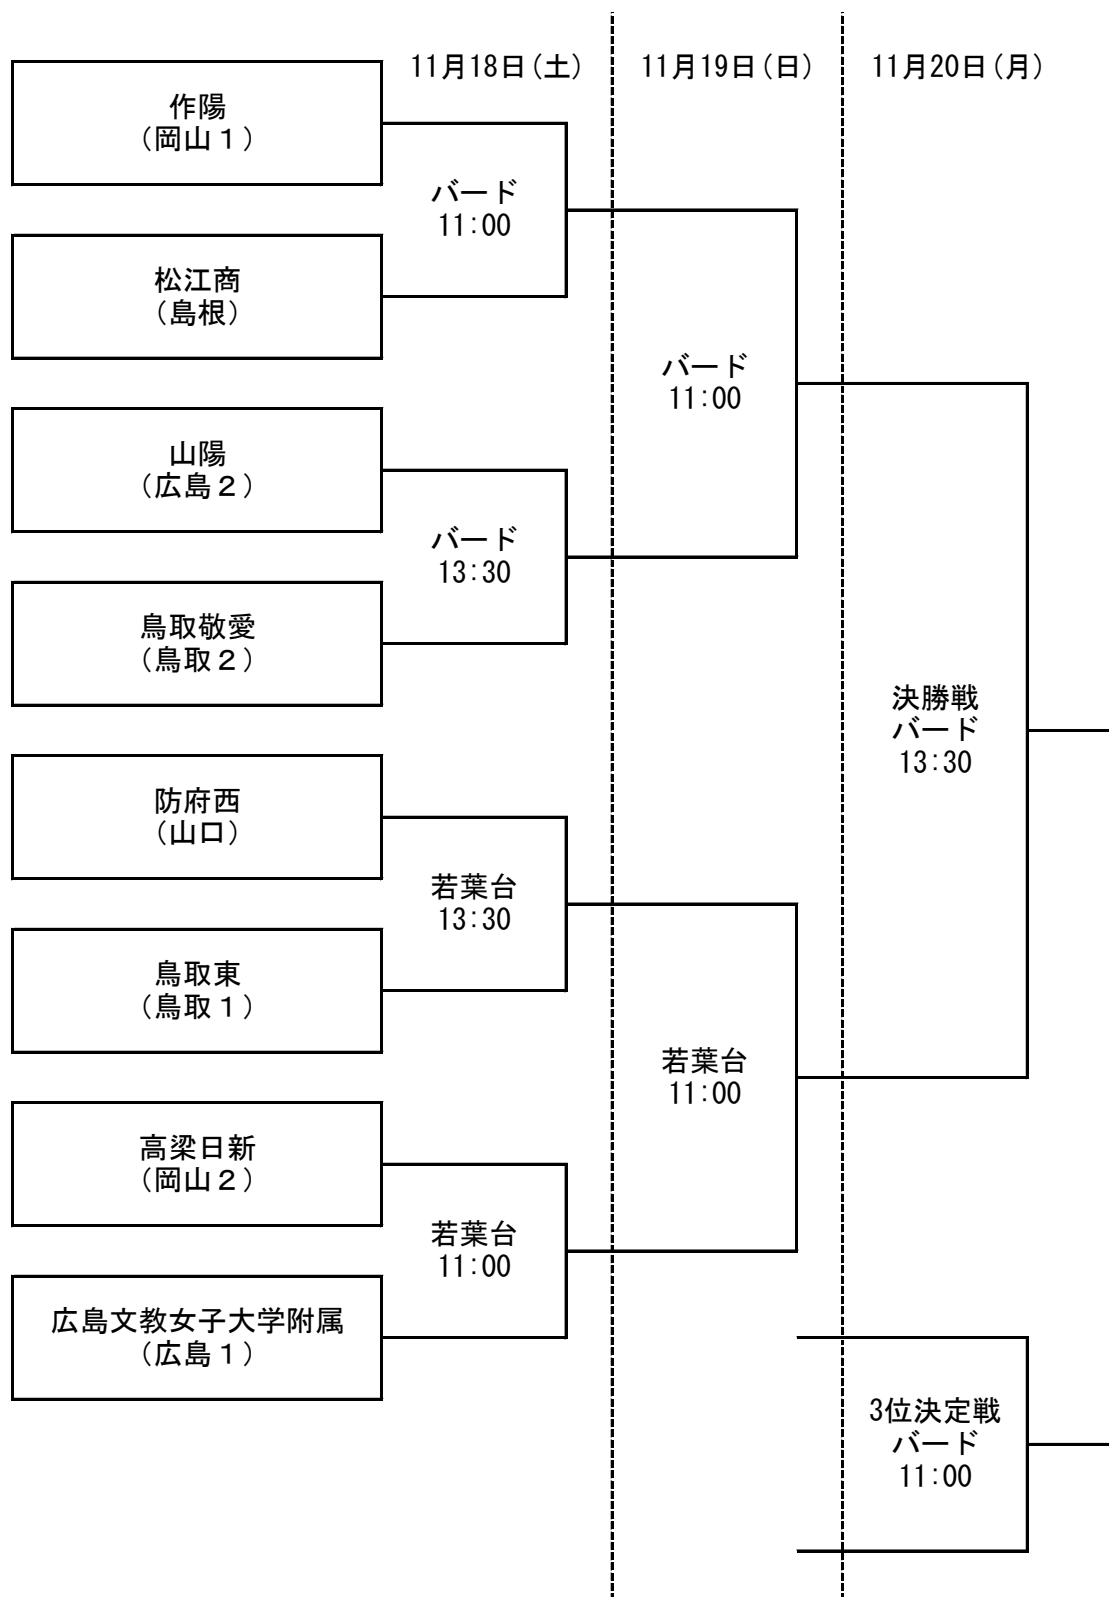 11月18日(土)
11月19日(日)
11月20日(月)
作陽
(岡山１)
バード
11:00
松江商
(島根)
バード
11:00
山陽
(広島２)
バード
13:30
鳥取敬愛
(鳥取２)
決勝戦
バード
13:30
防府西
(山口)
若葉台
13:30
鳥取東
(鳥取１)
若葉台
11:00
高梁日新
(岡山２)
若葉台
11:00
広島文教女子大学附属
(広島１)
3位決定戦
バード
11:00